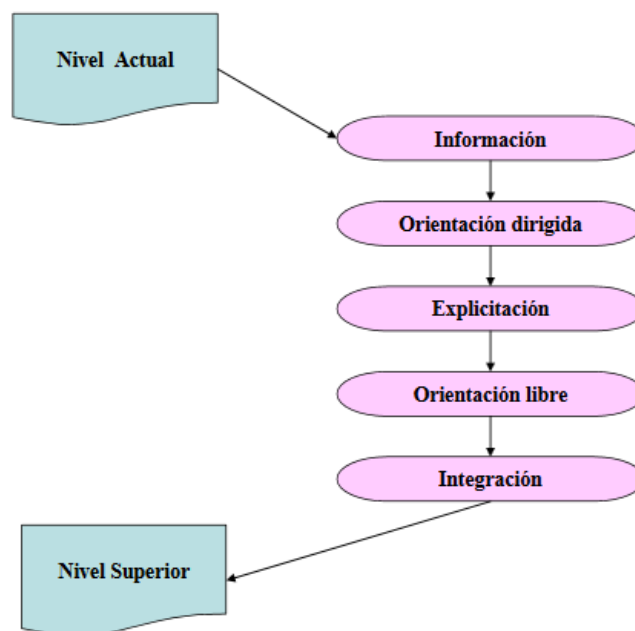 Nivel Actual
Información
Orientación dirigida
Explicitación
Orientación libre
Integración
Nivel Superior